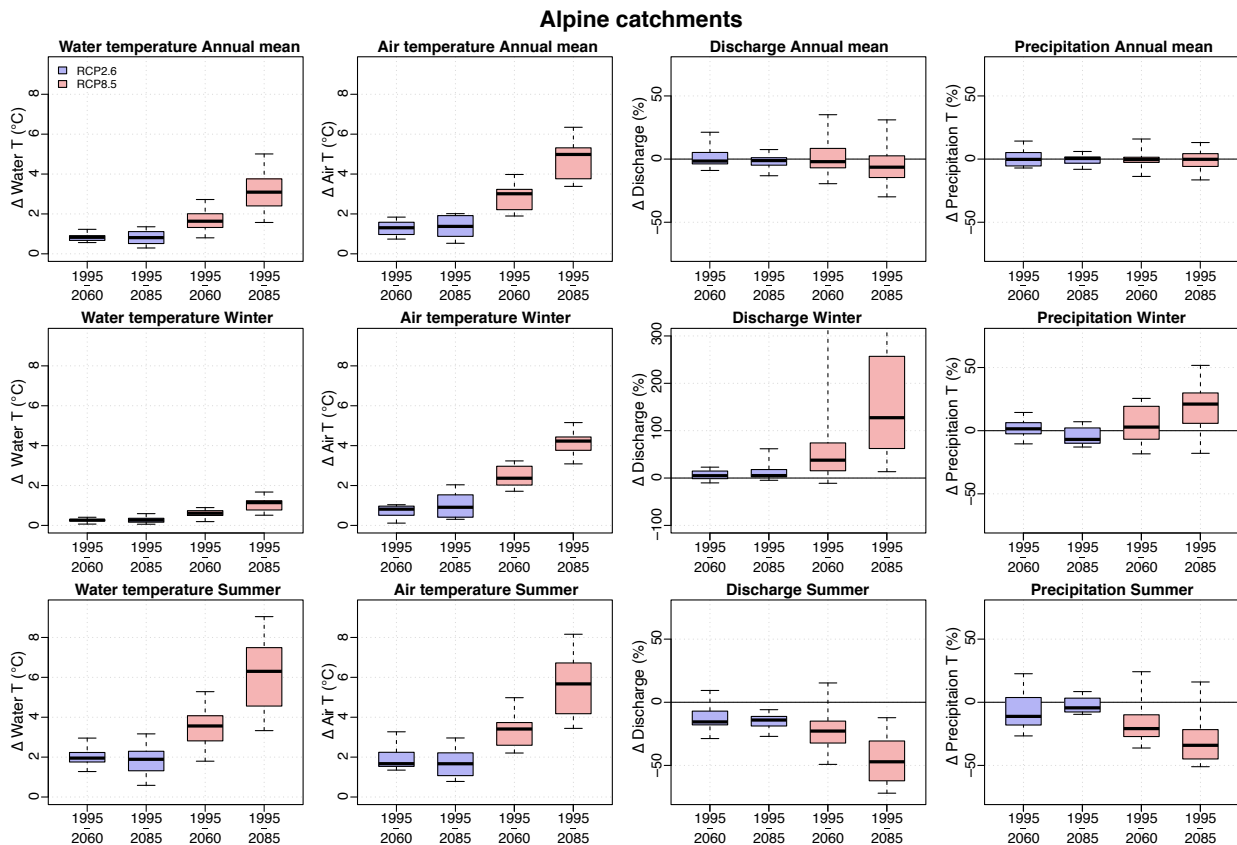 Alpine catchments
Water temperature Annual mean
Δ Water T (°C)
0 2 4 6 8
RCP2.6
RCP8.5
1995 – 2060
1995 – 2085
1995 – 2060
1995 – 2085
Air temperature Annual mean
Δ Air T (°C)
0 2 4 6 8
1995 – 2060
1995 – 2085
1995 – 2060
1995 – 2085
Discharge Annual mean
Δ Discharge (%)
−50 0 50
1995 – 2060
1995 – 2085
1995 – 2060
1995 – 2085
Precipitation Annual mean
Δ Precipitaion T (%)
−50 0 50
1995 – 2060
1995 – 2085
1995 – 2060
1995 – 2085
Water temperature Winter
Δ Water T (°C)
0 2 4 6 8
1995 – 2060
1995 – 2085
1995 – 2060
1995 – 2085
Air temperature Winter
Δ Air T (°C)
0 2 4 6 8
1995 – 2060
1995 – 2085
1995 – 2060
1995 – 2085
Discharge Winter
Δ Discharge (%)
−100 0 100 200 300
1995 – 2060
1995 – 2085
1995 – 2060
1995 – 2085
Precipitation Winter
Δ Precipitaion T (%)
−50 0 50
1995 – 2060
1995 – 2085
1995 – 2060
1995 – 2085
Water temperature Summer
Δ Water T (°C)
0 2 4 6 8
1995 – 2060
1995 – 2085
1995 – 2060
1995 – 2085
Air temperature Summer
Δ Air T (°C)
0 2 4 6 8
1995 – 2060
1995 – 2085
1995 – 2060
1995 – 2085
Discharge Summer
Δ Discharge (%)
−50 0 50
1995 – 2060
1995 – 2085
1995 – 2060
1995 – 2085
Precipitation Summer
Δ Precipitaion T (%)
−50 0 50
1995 – 2060
1995 – 2085
1995 – 2060
1995 – 2085